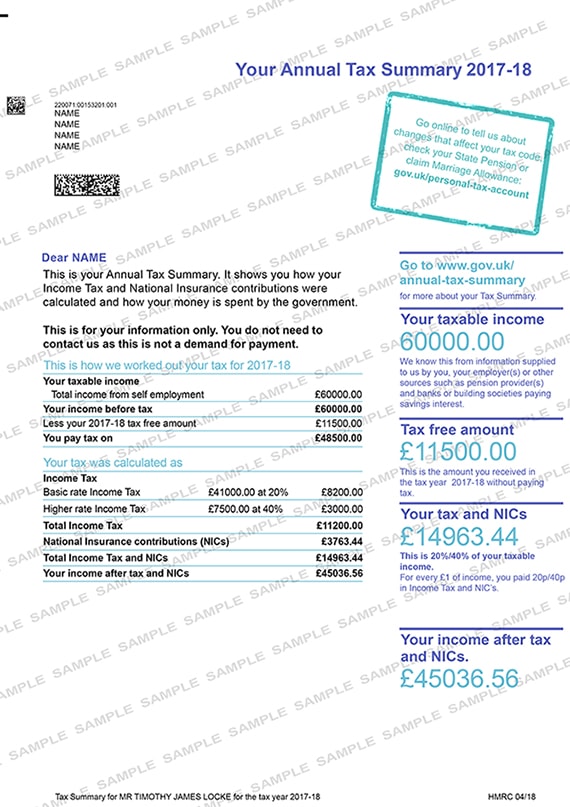 Your Annual Tax Summary 2017-18
220071:00153201:001
NAME
NAME
NAME
NAME
Go online to tell us about
changes that affect your tax code,
check your State Pension or
claim Marriage Allowance:
gov.uk/personal-tax-account
Dear NAME
This is your Annual Tax Summary. It shows you how your
Income Tax and National Insurance contributions were
calculated and how your money is spent by the government.
This is for your information only. You do not need to
contact us as this is not a demand for payment.
This is how we worked out your tax for 2017-18
Your taxable income
Total income from self employment £60000.00
Your income before tax £60000.00
Less your 2017-18 tax free amount £11500.00
You pay tax on £48500.00
Your tax was calculated as
Income Tax
Basic rate Income Tax £41000.00 at 20% £8200.00
Higher rate Income Tax £7500.00 at 40% £3000.00
Total Income Tax £11200.00
National Insurance contributions (NICs) £3763.44
Total Income Tax and NICs £14963.44
Your income after tax and NICs £45036.56
Go to www.gov.uk/
annual-tax-summary
for more about your Tax Summary.
Your taxable income
60000.00
We know this from information supplied
to us by you, your employer(s) or other
sources such as pension provider(s)
and banks or building societies paying
savings interest.
Tax free amount
£11500.00
This is the amount you received in
the tax year 2017-18 without paying
tax.
Your tax and NICs
£14963.44
This is 20%/40% of your taxable
income.
For every £1 of income, you paid 20p/40p
in Income Tax and NIC's.
Your income after tax
and NICs.
£45036.56
Tax Summary for MR TIMOTHY JAMES LOCKE for the tax year 2017-18
HMRC 04/18
SAMPLE SAMPLE SAMPLE SAMPLE SAMPLE SAMPLE